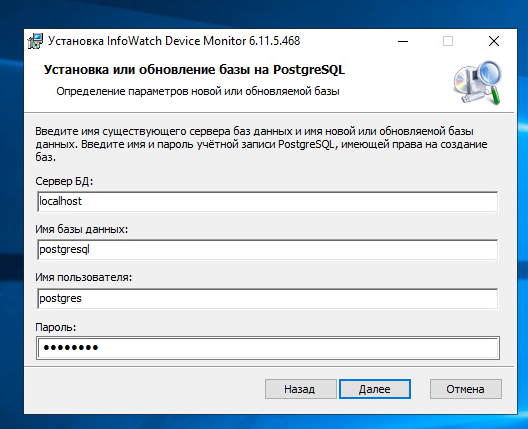 Установка InfoWatch Device Monitor 6.11.5.468
Установка или обновление базы на PostgreSQL
Определение параметров новой или обновляемой базы
Введите имя существующего сервера баз данных и имя новой или обновляемой базы
данных. Введите имя и пароль учётной записи PostgreSQL, имеющей права на создание
баз.
Сервер БД:
localhost
Имя базы данных:
postgresql
Имя пользователя:
postgres
Пароль:
●●●●●●●●
Назад Далее Отмена